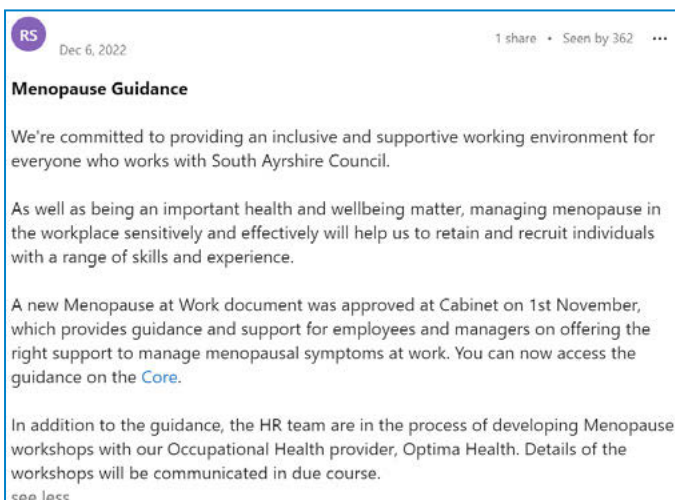 RS
Dec 6, 2022
1 share • Seen by 362 •••
Menopause Guidance
We're committed to providing an inclusive and supportive working environment for
everyone who works with South Ayrshire Council.
As well as being an important health and wellbeing matter, managing menopause in
the workplace sensitively and effectively will help us to retain and recruit individuals
with a range of skills and experience.
A new Menopause at Work document was approved at Cabinet on 1st November,
which provides guidance and support for employees and managers on offering the
right support to manage menopausal symptoms at work. You can now access the
guidance on the Core.
In addition to the guidance, the HR team are in the process of developing Menopause
workshops with our Occupational Health provider, Optima Health. Details of the
workshops will be communicated in due course.
see less